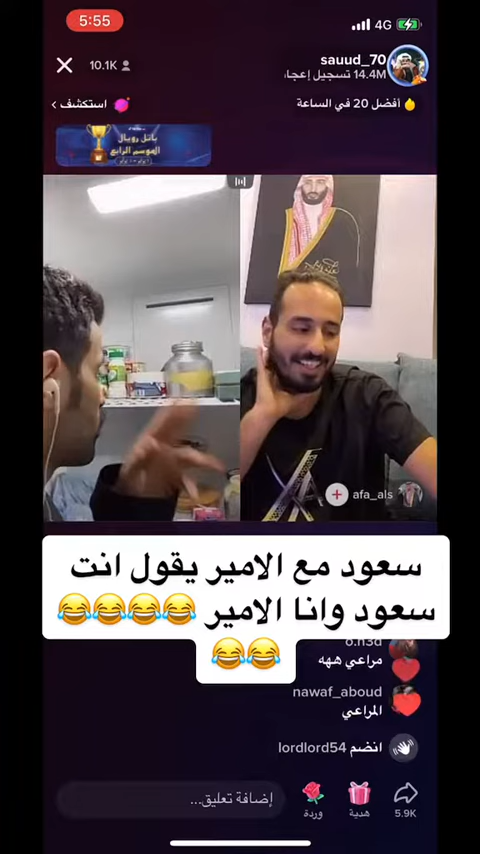 5:55
4G
sauud_70
10.1K
14.4M تسجيل إعجاب
أفضل 20 في الساعة
استكشف
باتل رويال
الموسم الرابع
afa_als
سعود مع الامير يقول انت
سعود وانا الامير 😂😂😂😂
😂😂
o.n3d
مراعي ههه
nawaf_aboud
المراعي
lordlord54 انضم
إضافة تعليق...
وردة
هدية
5.9K